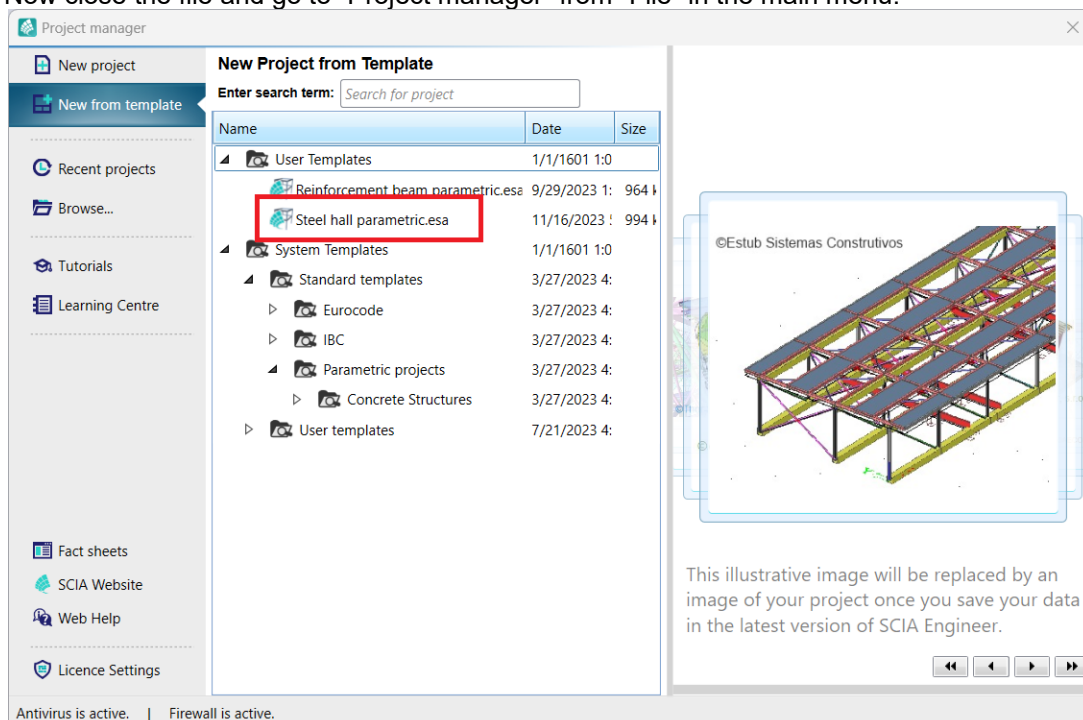 Now close the file and go to "Project manager" from "File" in the main menu.
Project manager
New project
New from template
Recent projects
Browse...
Tutorials
Learning Centre
Fact sheets
SCIA Website
Web Help
Licence Settings
New Project from Template
Enter search term: Search for project
Name Date Size
User Templates 1/1/1601 1:0
Reinforcement beam parametric.esa 9/29/2023 1: 964 k
Steel hall parametric.esa 11/16/2023 5 994 k
System Templates 1/1/1601 1:0
Standard templates 3/27/2023 4:
Eurocode 3/27/2023 4:
IBC 3/27/2023 4:
Parametric projects 3/27/2023 4:
Concrete Structures 3/27/2023 4:
User templates 7/21/2023 4:
©Estub Sistemas Construtivos
This illustrative image will be replaced by an
image of your project once you save your data
in the latest version of SCIA Engineer.
Antivirus is active. | Firewall is active.